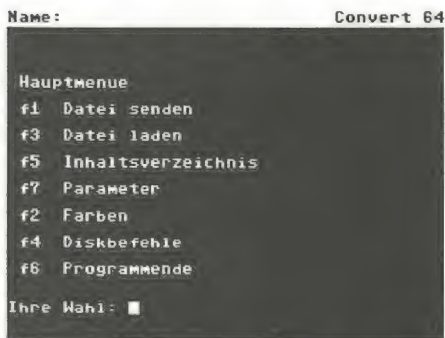 Name: Convert 64
Hauptmenue
f1 Datei senden
f3 Datei laden
f5 Inhaltsverzeichnis
f7 Parameter
f2 Farben
f4 Diskbefehle
f6 Programmende
Ihre Wahl: